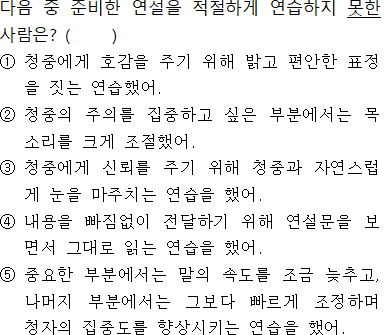 다음 중 준비한 연설을 적절하게 연습하지 못한
사람은? (    )
① 청중에게 호감을 주기 위해 밝고 편안한 표정
을 짓는 연습했어.
② 청중의 주의를 집중하고 싶은 부분에서는 목
소리를 크게 조절했어.
③ 청중에게 신뢰를 주기 위해 청중과 자연스럽
게 눈을 마주치는 연습을 했어.
④ 내용을 빠짐없이 전달하기 위해 연설문을 보
면서 그대로 읽는 연습을 했어.
⑤ 중요한 부분에서는 말의 속도를 조금 늦추고,
나머지 부분에서는 그보다 빠르게 조정하며
청자의 집중도를 향상시키는 연습을 했어.